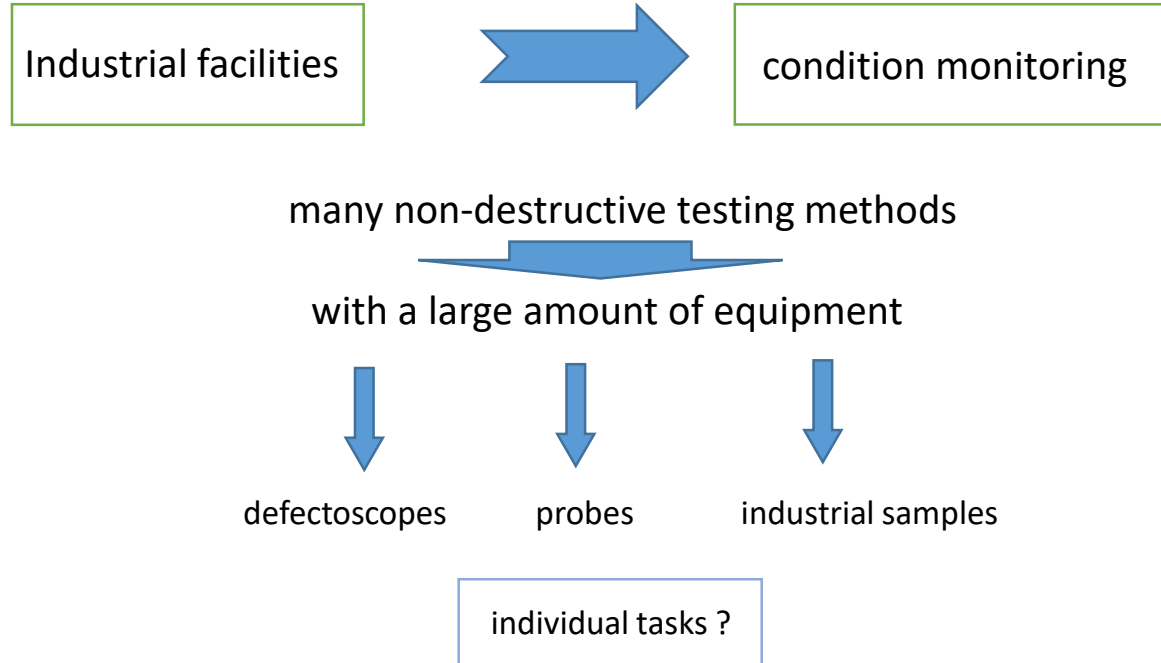 Industrial facilities
condition monitoring
many non-destructive testing methods
with a large amount of equipment
defectoscopes
probes
industrial samples
individual tasks ?